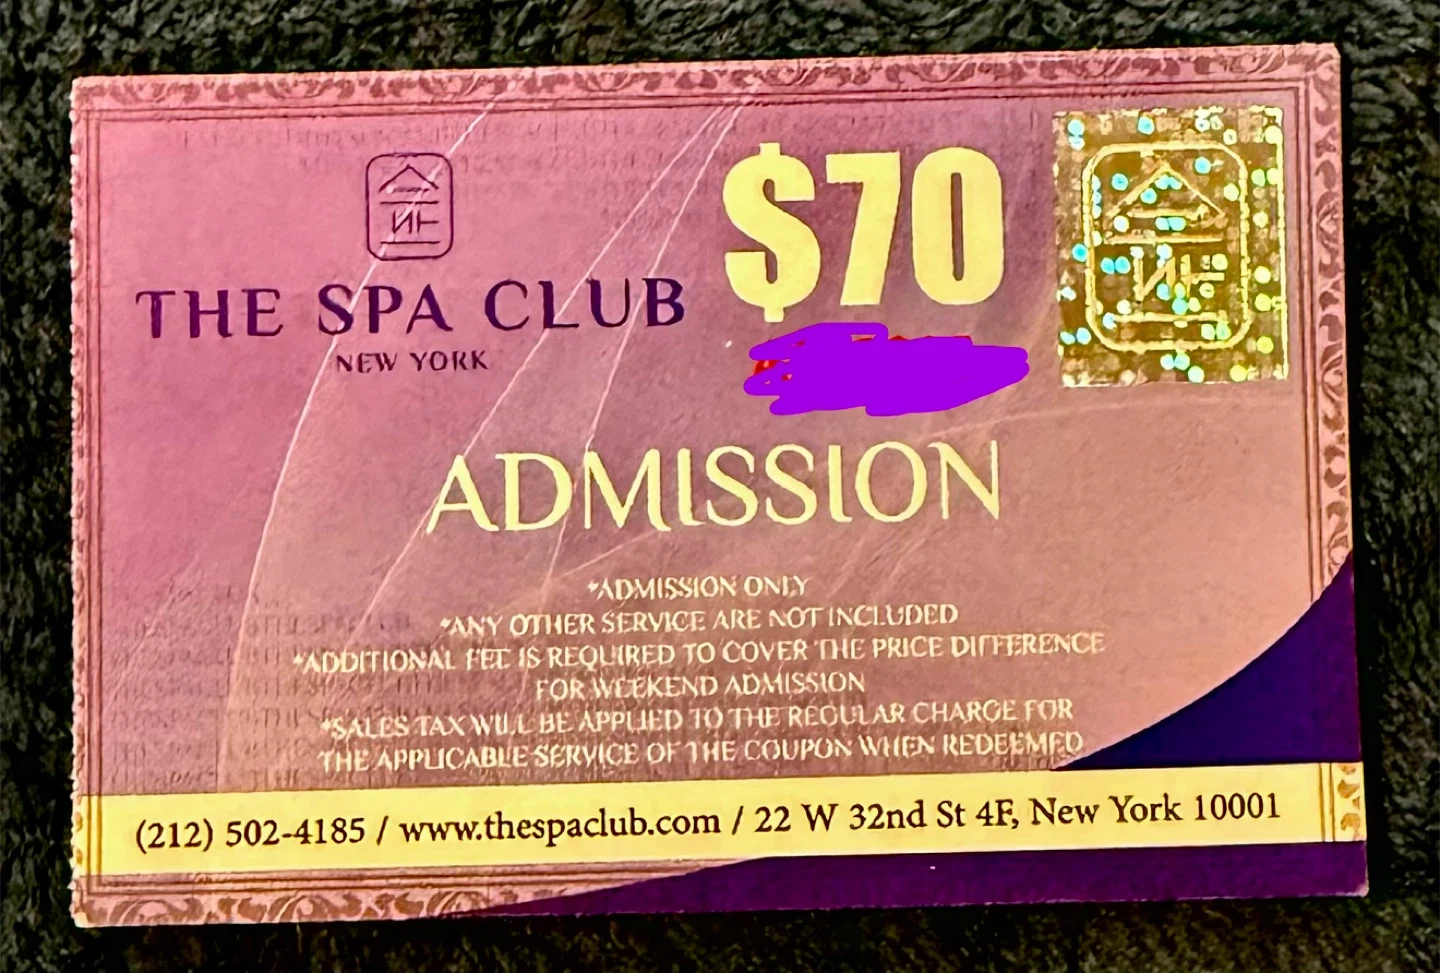 THE SPA CLUB
NEW YORK
$70
ADMISSION
*ADMISSION ONLY
*ANY OTHER SERVICE ARE NOT INCLUDED
*ADDITIONAL FEE IS REQUIRED TO COVER THE PRICE DIFFERENCE
FOR WEEKEND ADMISSION
*SALES TAX WILL BE APPLIED TO THE REGULAR CHARGE FOR
THE APPLICABLE SERVICE OF THE COUPON WHEN REDEEMED
(212) 502-4185 / www.thespaclub.com / 22 W 32nd St 4F, New York 10001